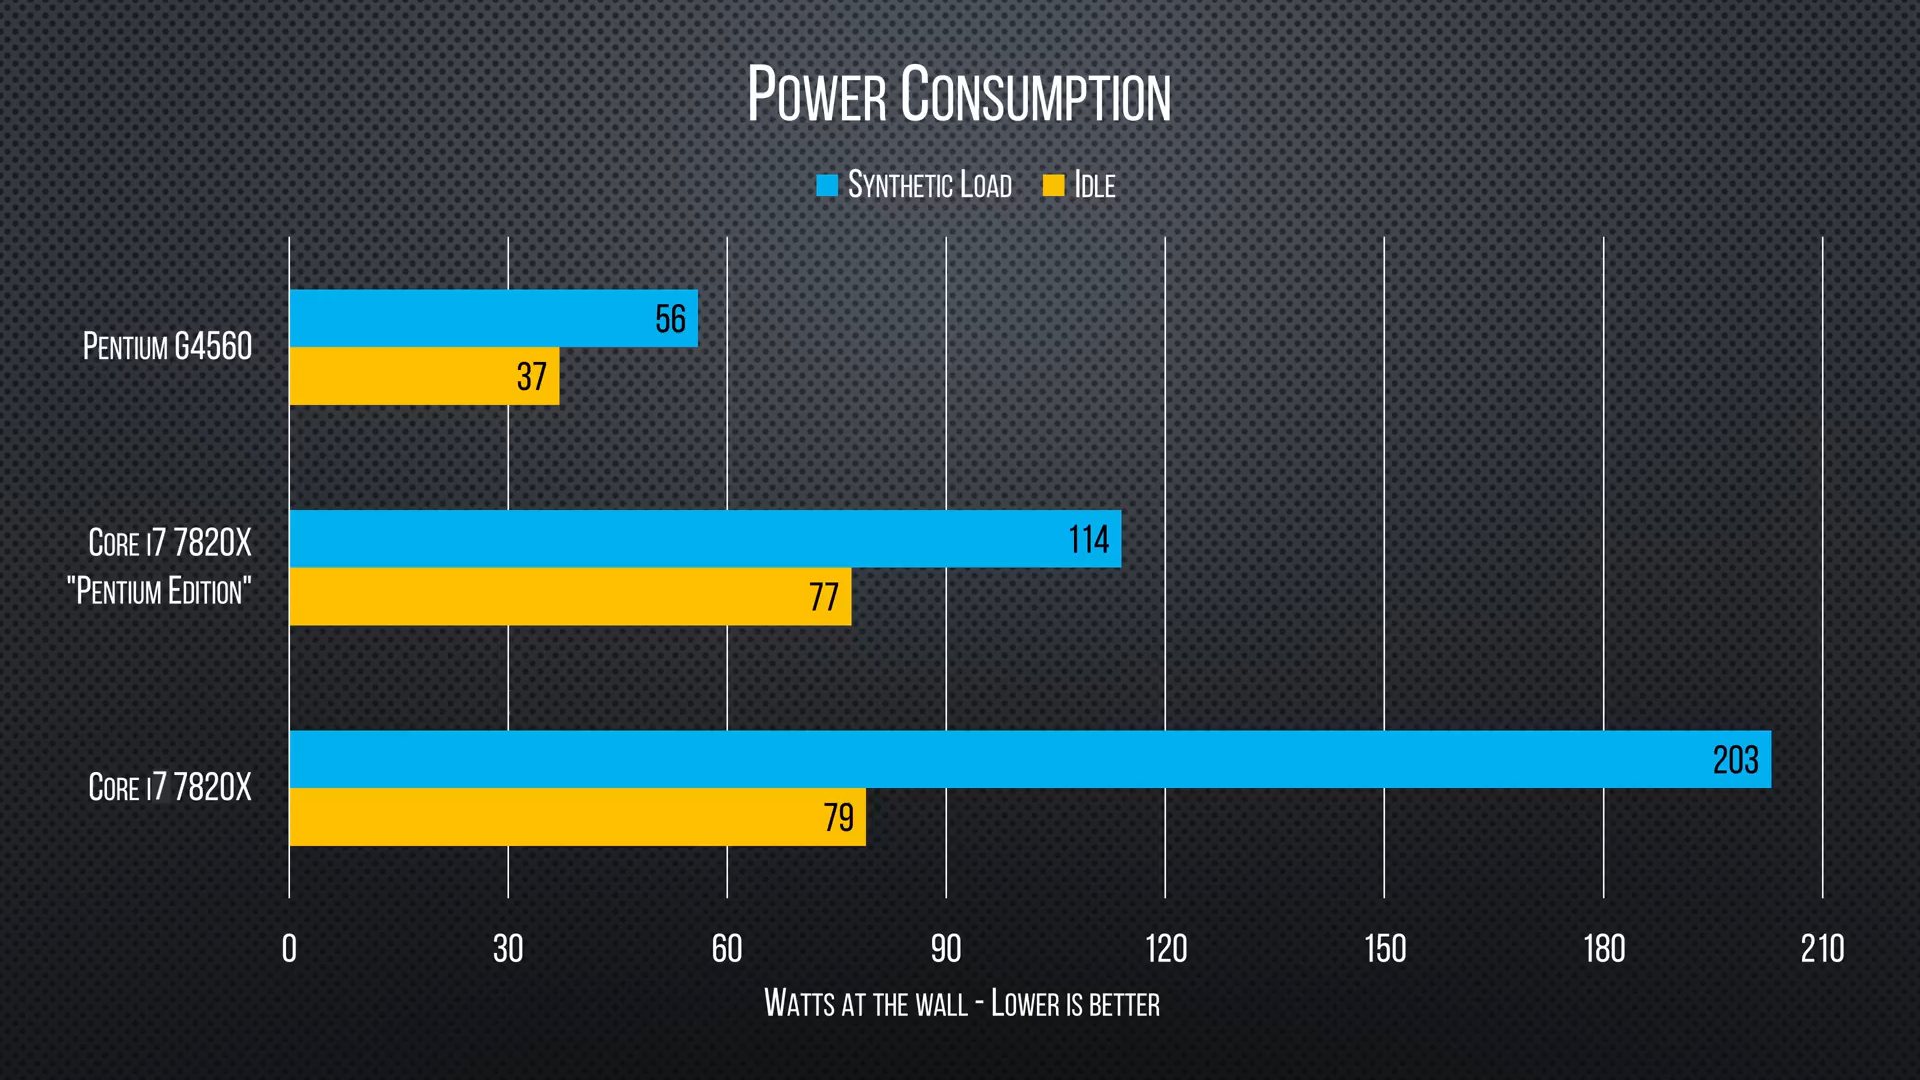 Power Consumption
Synthetic Load Idle
Pentium G4560
56
37
Core i7 7820X
"Pentium Edition"
114
77
Core i7 7820X
203
79
0 30 60 90 120 150 180 210
Watts at the wall - Lower is better